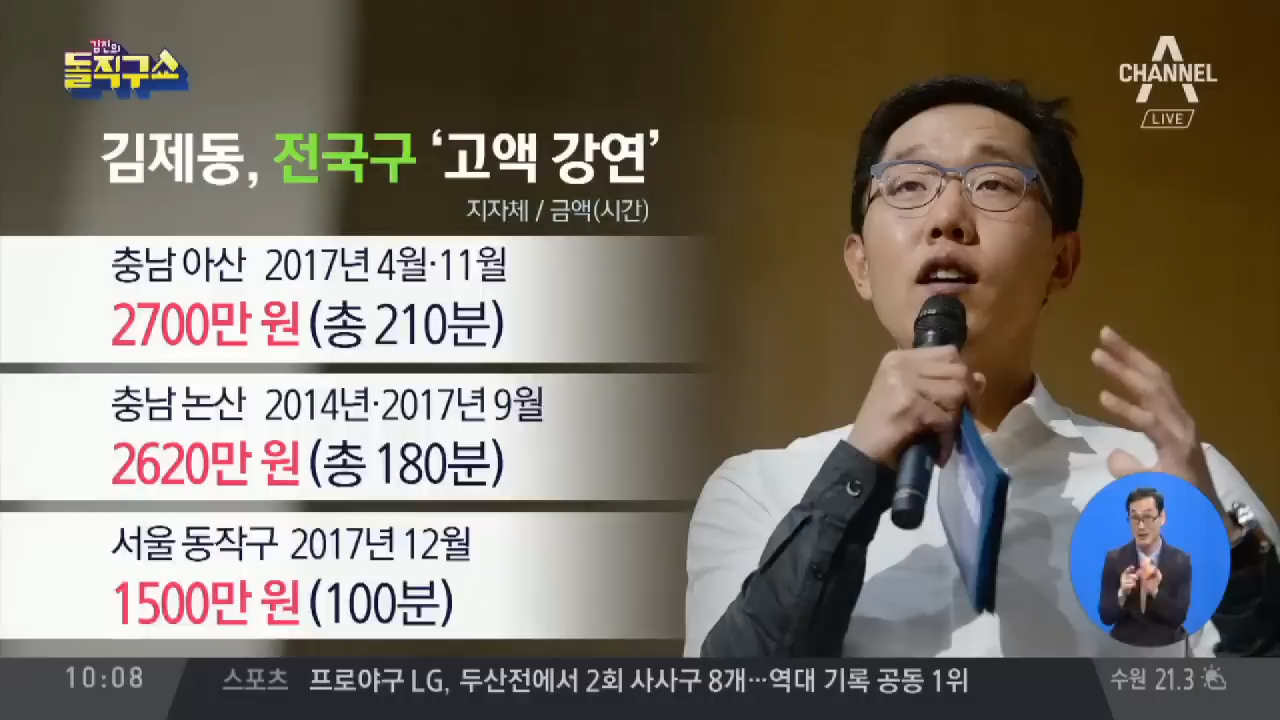 김진의
돌직구쇼
CHANNEL A
LIVE
김제동, 전국구 ‘고액 강연’
지자체 / 금액(시간)
충남 아산 2017년 4월·11월
2700만 원 (총 210분)
충남 논산 2014년·2017년 9월
2620만 원 (총 180분)
서울 동작구 2017년 12월
1500만 원 (100분)
10:08 스포츠 프로야구 LG, 두산전에서 2회 사사구 8개…역대 기록 공동 1위 수원 21.3